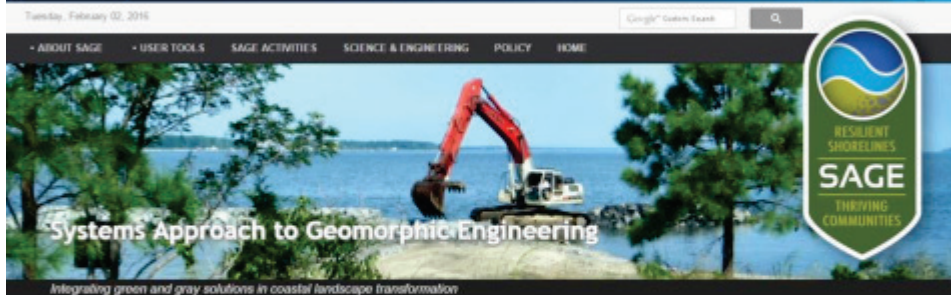 Tuesday, February 02, 2016
Google™ Custom Search
• ABOUT SAGE • USER TOOLS SAGE ACTIVITIES SCIENCE & ENGINEERING POLICY HOME
RESILIENT
SHORELINES
SAGE
THRIVING
COMMUNITIES
Systems Approach to Geomorphic Engineering
Integrating green and gray solutions in coastal landscape transformation